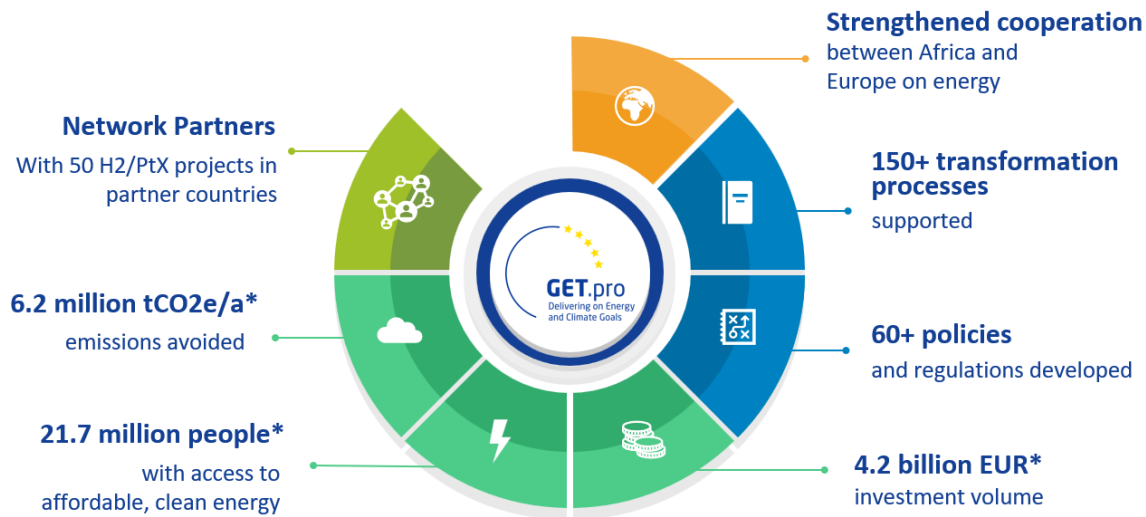 Strengthened cooperation
between Africa and
Europe on energy
150+ transformation
processes
supported
60+ policies
and regulations developed
4.2 billion EUR*
investment volume
21.7 million people*
with access to
affordable, clean energy
6.2 million tCO2e/a*
emissions avoided
Network Partners
With 50 H2/PtX projects in
partner countries
GET.pro
Delivering on Energy
and Climate Goals